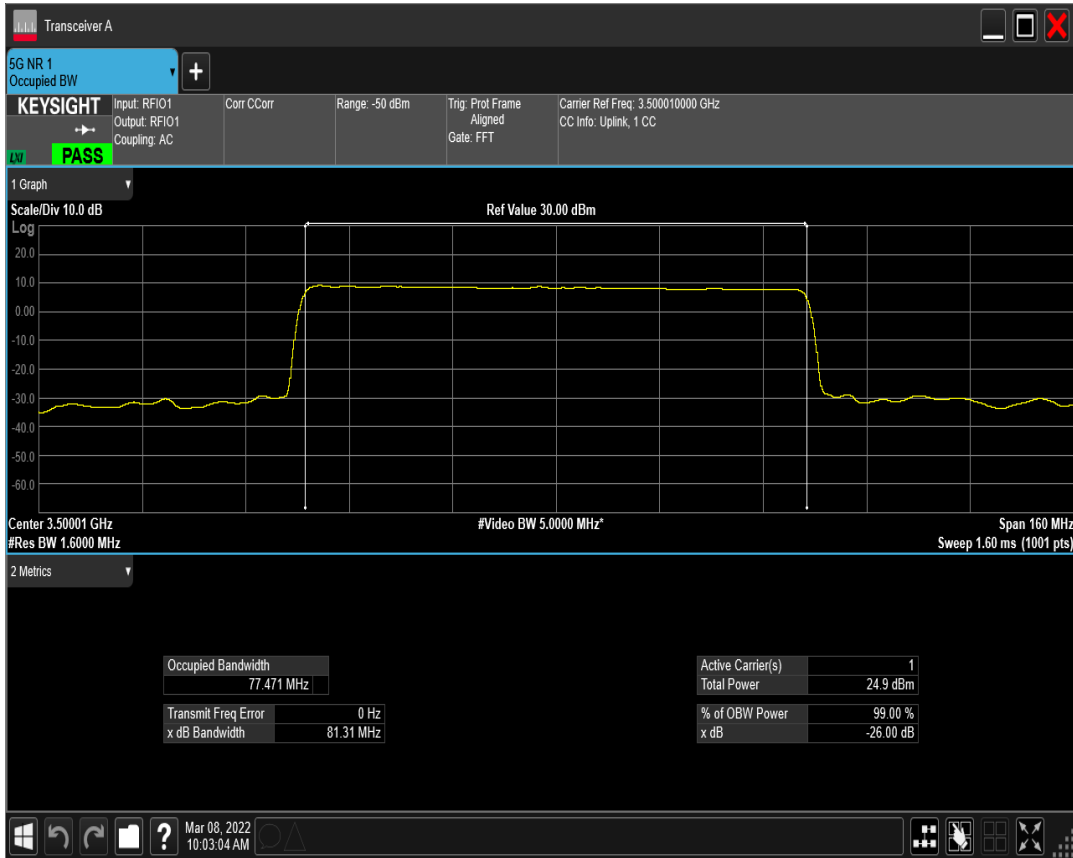 Transceiver A
5G NR 1
Occupied BW
+
KEYSIGHT
LXI
PASS
Input: RFIO1
Output: RFIO1
Coupling: AC
Corr CCorr
Range: -50 dBm
Trig: Prot Frame
Aligned
Gate: FFT
Carrier Ref Freq: 3.500010000 GHz
CC Info: Uplink, 1 CC
1 Graph
Scale/Div 10.0 dB
Ref Value 30.00 dBm
Log
20.0
10.0
0.00
-10.0
-20.0
-30.0
-40.0
-50.0
-60.0
Center 3.50001 GHz
#Video BW 5.0000 MHz*
Span 160 MHz
#Res BW 1.6000 MHz
Sweep 1.60 ms (1001 pts)
2 Metrics
Occupied Bandwidth
77.471 MHz
Transmit Freq Error 0 Hz
x dB Bandwidth 81.31 MHz
Active Carrier(s) 1
Total Power 24.9 dBm
% of OBW Power 99.00 %
x dB -26.00 dB
?
Mar 08, 2022
10:03:04 AM